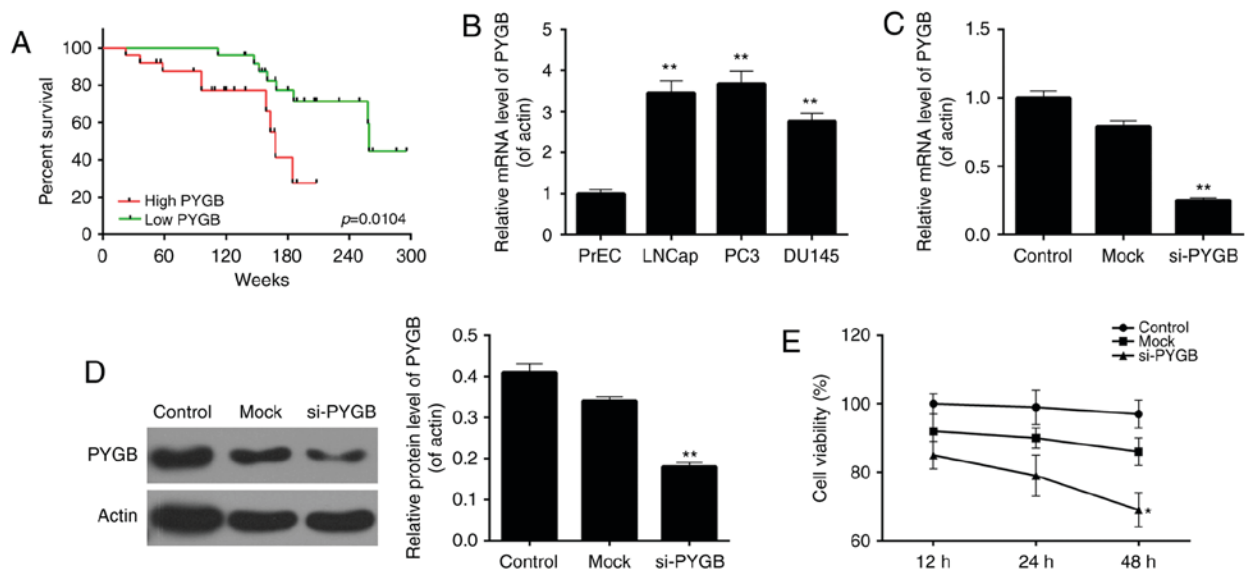 A
Percent survival
100
80
60
40
20
0
High PYGB
Low PYGB
p=0.0104
0 60 120 180 240 300
Weeks
B
Relative mRNA level of PYGB
(of actin)
5
4
3
2
1
0
**
**
**
PrEC LNCap PC3 DU145
C
Relative mRNA level of PYGB
(of actin)
1.5
1.0
0.5
0
**
Control Mock si-PYGB
D
Control Mock si-PYGB
PYGB
Actin
Relative protein level of PYGB
(of actin)
0.5
0.4
0.3
0.2
0.1
0.0
**
Control Mock si-PYGB
E
Control
Mock
si-PYGB
Cell viability (%)
120
100
80
60
*
12 h 24 h 48 h